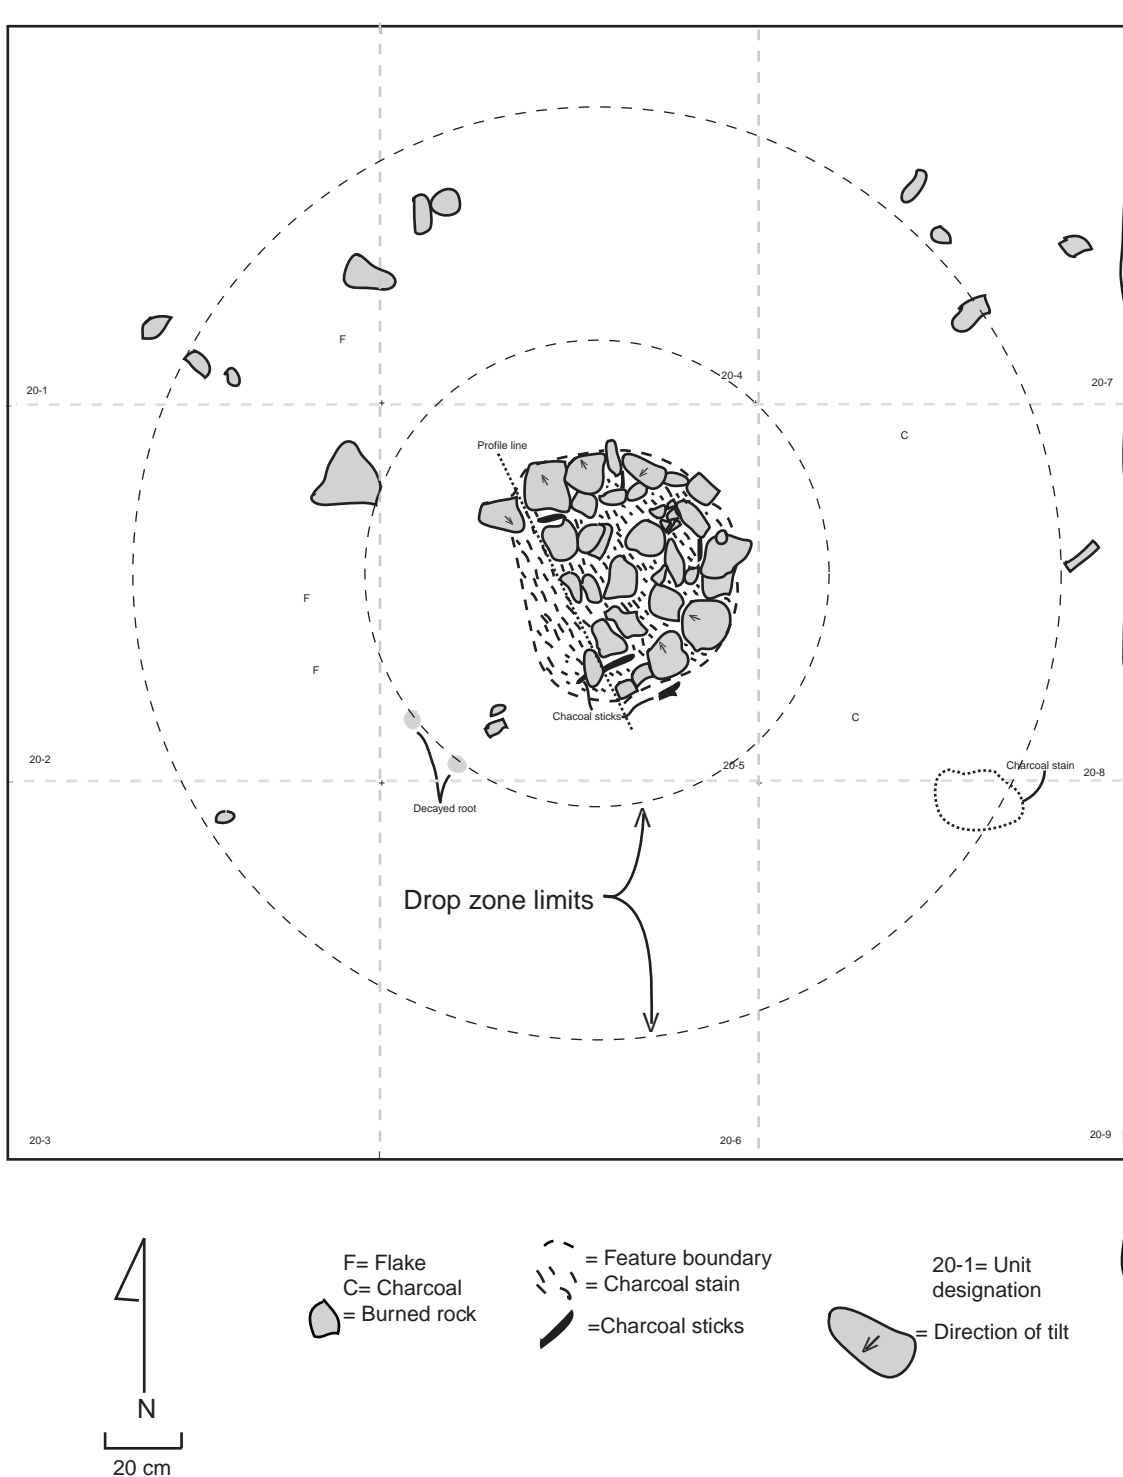 F
20-1
20-4
20-7
C
Profile line
F
F
Chacoal sticks
C
20-2
20-5
Charcoal stain
20-8
Decayed root
Drop zone limits
20-3
20-6
20-9
F= Flake
C= Charcoal
= Burned rock
= Feature boundary
= Charcoal stain
=Charcoal sticks
20-1= Unit
designation
= Direction of tilt
N
20 cm